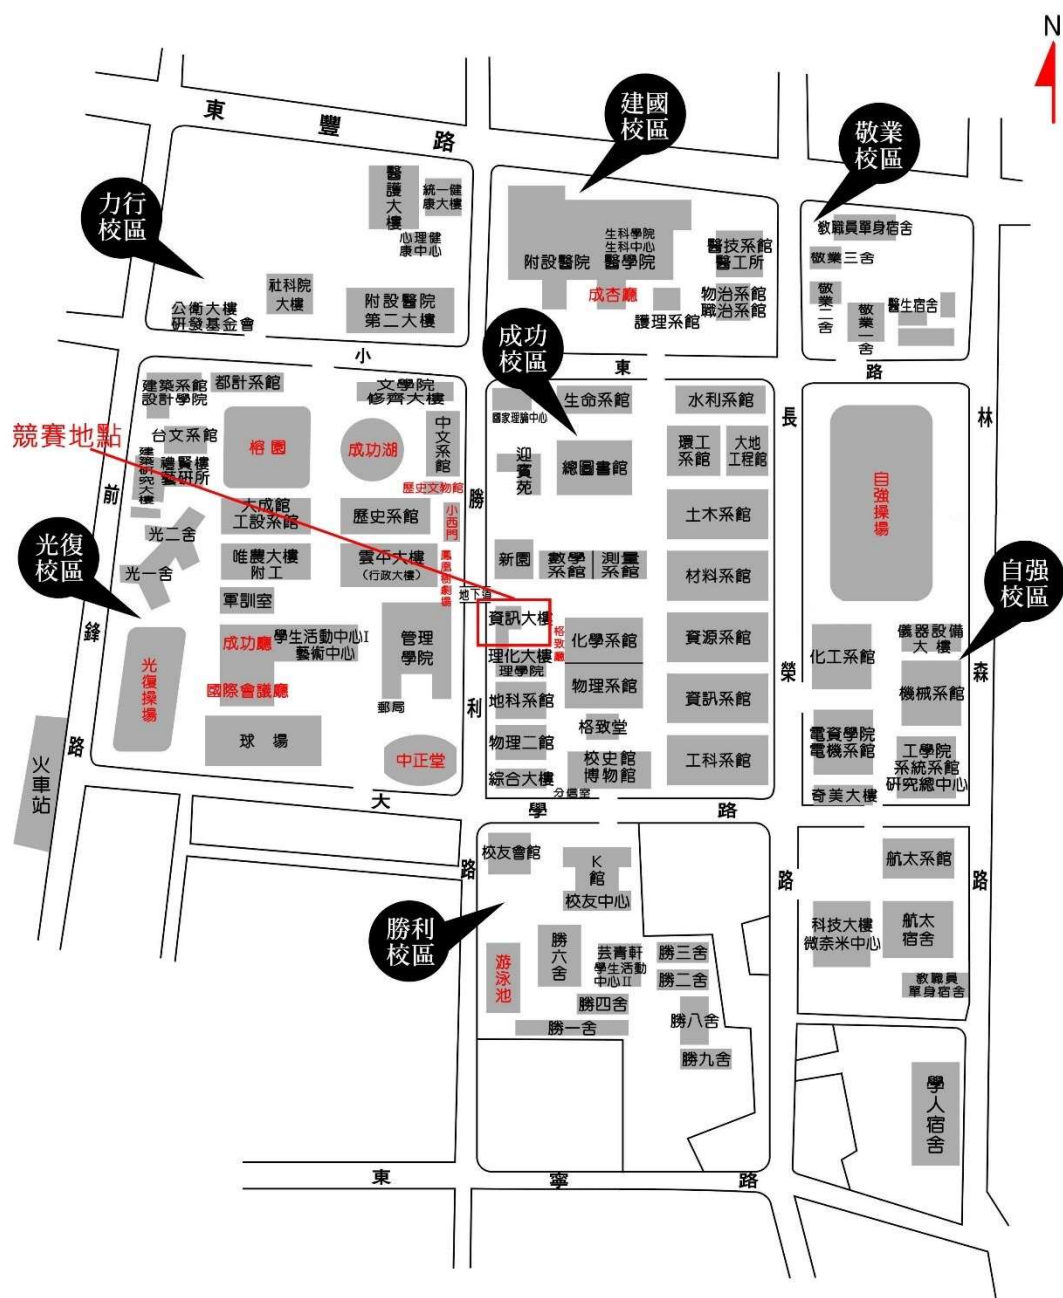 N
東豐路
建國
校區
敬業
校區
力行
校區
醫護大樓
統一健
康大樓
心理健
康中心
社科院
大樓
公衛大樓
研發基金會
附設醫院
第二大樓
生科學院
生科中心
附設醫院
醫學院
成杏廳
護理系館
醫技系館
醫工所
物治系館
職治系館
教職員單身宿舍
敬業三舍
敬業二舍
敬業一舍
醫生宿舍
小東路
成功
校區
建築系館
設計學院
都計系館
文學院
修齊大樓
台文系館
榕園
成功湖
中文系館
競賽地點
建築研究大樓
禮賢樓
藝研所
歷史文物館
大成館
工設系館
歷史系館
小西門
光二舍
唯農大樓
附工
雲平大樓
(行政大樓)
鳳凰樹劇場
光復
校區
光一舍
軍訓室
地下道
成功廳
學生活動中心I
藝術中心
管理
學院
光復操場
國際會議廳
郵局
球場
中正堂
前鋒路
火車站
勝利路
國家理論中心
生命系館
水利系館
迎賓苑
總圖書館
環工
系館
大地
工程館
土木系館
新園
數學
系館
測量
系館
材料系館
資訊大樓
格致廳
化學系館
資源系館
理化大樓
理學院
物理系館
地科系館
資訊系館
格致堂
物理二館
校史館
博物館
工科系館
綜合大樓
分信室
長榮路
自強操場
自強
校區
林森路
儀器設備
大樓
化工系館
機械系館
電資學院
電機系館
工學院
系統系館
研究總中心
奇美大樓
大學路
校友會館
K
館
校友中心
勝利
校區
游泳池
勝六舍
芸青軒
學生活動
中心II
勝三舍
勝二舍
勝四舍
勝一舍
勝八舍
勝九舍
航太系館
科技大樓
微奈米中心
航太
宿舍
教職員
單身宿舍
學人宿舍
東寧路